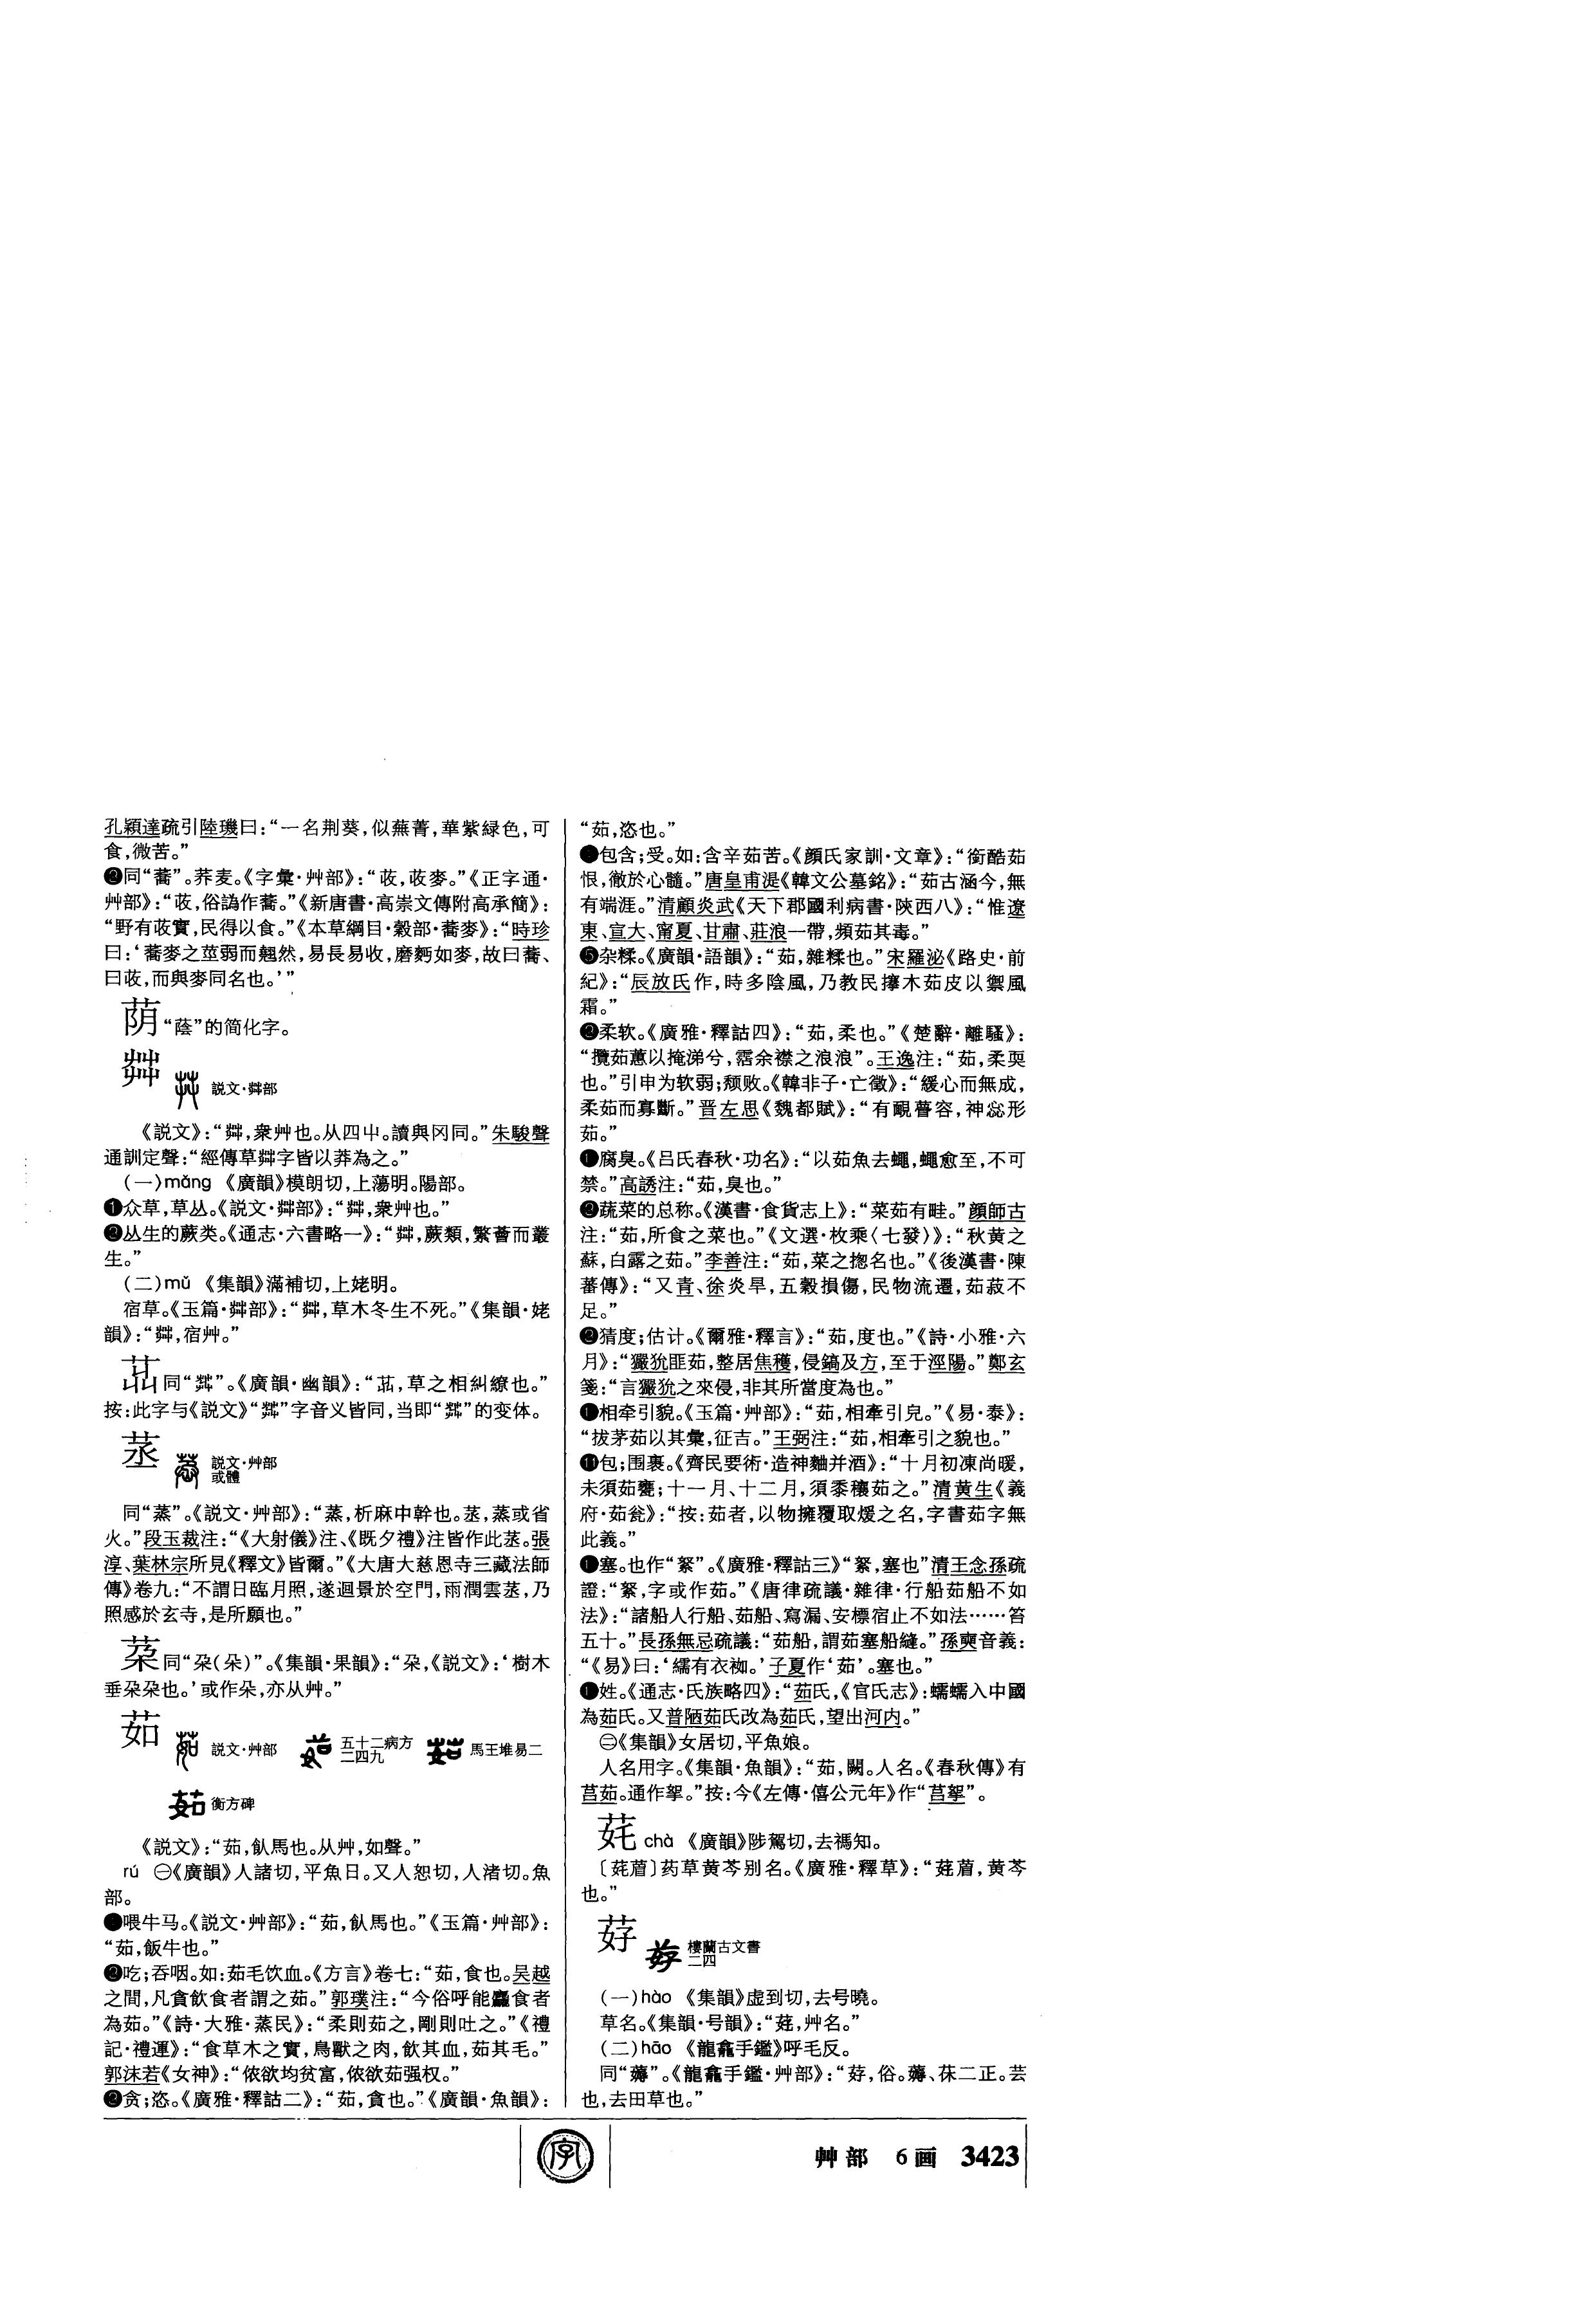 孔穎達疏引陸璣曰：“一名荆葵，似蕪菁，華紫緑色，可
食，微苦。”
❷同“蕎”。荞麦。《字彙·艸部》：“荍，荍麥。”《正字通·
艸部》：“荍，俗譌作蕎。”《新唐書·高崇文傳附高承簡》：
“野有荍實，民得以食。”《本草綱目·穀部·蕎麥》：“時珍
曰：‘蕎麥之莖弱而翹然，易長易收，磨麪如麥，故曰蕎、
曰荍，而與麥同名也。’”
荫 “蔭”的简化字。
茻 説文·茻部
《説文》：“茻，衆艸也。从四屮。讀與冈同。”朱駿聲
通訓定聲：“經傳草茻字皆以莽為之。”
（一）mǎng 《廣韻》模朗切，上蕩明。陽部。
❶众草，草丛。《説文·茻部》：“茻，衆艸也。”
❷丛生的蕨类。《通志·六書略一》：“茻，蕨類，繁薈而叢
生。”
（二）mǔ 《集韻》滿補切，上姥明。
宿草。《玉篇·茻部》：“茻，草木冬生不死。”《集韻·姥
韻》：“茻，宿艸。”
同“茻”。《廣韻·幽韻》：“，草之相糾繚也。”
按：此字与《説文》“”字音义皆同，当即“”的变体。
䒱 説文·艸部
或體
同“蒸”。《説文·艸部》：“蒸，析麻中幹也。䒱，蒸或省
火。”段玉裁注：“《大射儀》注、《既夕禮》注皆作此䒱。張
淳、葉林宗所見《釋文》皆爾。”《大唐大慈恩寺三藏法師
傳》卷九：“不謂日臨月照，遂迴景於空門，雨潤雲䒱，乃
照感於玄寺，是所願也。”
同“朶（朵）”。《集韻·果韻》：“朶，《説文》：‘樹木
垂朶朶也。’或作朵，亦从艸。”
茹 説文·艸部 五十二病方
二四九 馬王堆易二
衡方碑
《説文》：“茹，飤馬也。从艸，如聲。”
rú ㊀《廣韻》人諸切，平魚日。又人恕切，人渚切。魚
部。
喂牛马。《説文·艸部》：“茹，飤馬也。”《玉篇·艸部》：
“茹，飯牛也。”
❷吃；吞咽。如：茹毛饮血。《方言》卷七：“茹，食也。吴越
之間，凡貪飲食者謂之茹。”郭璞注：“今俗呼能麤食者
為茹。”《詩·大雅·蒸民》：“柔則茹之，剛則吐之。”《禮
記·禮運》：“食草木之實，鳥獸之肉，飲其血，茹其毛。”
郭沫若《女神》：“侬欲均贫富，侬欲茹强权。”
❷贪；恣。《廣雅·釋詁二》：“茹，貪也。”《廣韻·魚韻》：
“茹，恣也。”
包含；受。如：含辛茹苦。《顔氏家訓·文章》：“銜酷茹
恨，徹於心髓。”唐皇甫湜《韓文公墓銘》：“茹古涵今，無
有端涯。”清顧炎武《天下郡國利病書·陝西八》：“惟遼
東、宣大、甯夏、甘肅、莊浪一帶，頻茹其毒。”
❺杂糅。《廣韻·語韻》：“茹，雜糅也。”宋羅泌《路史·前
紀》：“辰放氏作，時多陰風，乃教民攑木茹皮以禦風
霜。”
❷柔软。《廣雅·釋詁四》：“茹，柔也。”《楚辭·離騷》：
“攬茹蕙以掩涕兮，霑余襟之浪浪”。王逸注：“茹，柔耎
也。”引申为软弱；颓败。《韓非子·亡徵》：“緩心而無成，
柔茹而寡斷。”晋左思《魏都賦》：“有靦瞢容，神惢形
茹。”
❶腐臭。《吕氏春秋·功名》：“以茹魚去蠅，蠅愈至，不可
禁。”高誘注：“茹，臭也。”
❷蔬菜的总称。《漢書·食貨志上》：“菜茹有畦。”顔師古
注：“茹，所食之菜也。”《文選·枚乘〈七發〉》：“秋黄之
蘇，白露之茹。”李善注：“茹，菜之揔名也。”《後漢書·陳
蕃傳》：“又青、徐炎旱，五穀損傷，民物流遷，茹菽不
足。”
❷猜度；估计。《爾雅·釋言》：“茹，度也。”《詩·小雅·六
月》：“玁狁匪茹，整居焦穫，侵鎬及方，至于涇陽。”鄭玄
箋：“言玁狁之來侵，非其所當度為也。”
❶相牵引貌。《玉篇·艸部》：“茹，相牽引皃。”《易·泰》：
“拔茅茹以其彙，征吉。”王弼注：“茹，相牽引之貌也。”
⓫包；围裹。《齊民要術·造神麯并酒》：“十月初凍尚暖，
未須茹甕；十一月、十二月，須黍穰茹之。”清黄生《義
府·茹瓮》：“按：茹者，以物擁覆取煖之名，字書茹字無
此義。”
❶塞。也作“䋈”。《廣雅·釋詁三》“䋈，塞也”清王念孫疏
證：“䋈，字或作茹。”《唐律疏議·雜律·行船茹船不如
法》：“諸船人行船、茹船、寫漏、安標宿止不如法……笞
五十。”長孫無忌疏議：“茹船，謂茹塞船縫。”孫奭音義：
“《易》曰：‘繻有衣袽。’子夏作‘茹’。塞也。”
❶姓。《通志·氏族略四》：“茹氏，《官氏志》：蠕蠕入中國
為茹氏。又普陋茹氏改為茹氏，望出河内。”
㊁《集韻》女居切，平魚娘。
人名用字。《集韻·魚韻》：“茹，闕。人名。《春秋傳》有
莒茹。通作挐。”按：今《左傳·僖公元年》作“莒挐”。
䒲 chà 《廣韻》陟駕切，去禡知。
〔䒲葿〕药草黄芩别名。《廣雅·釋草》：“䒲葿，黄芩
也。”
茠 樓蘭古文書
二四
（一）hào 《集韻》虚到切，去号曉。
草名。《集韻·号韻》：“，艸名。”
（二）hāo 《龍龕手鑑》呼毛反。
同“薅”。《龍龕手鑑·艸部》：“，俗。薅、茠二正。芸
也，去田草也。”
字
艸部 6画 3423